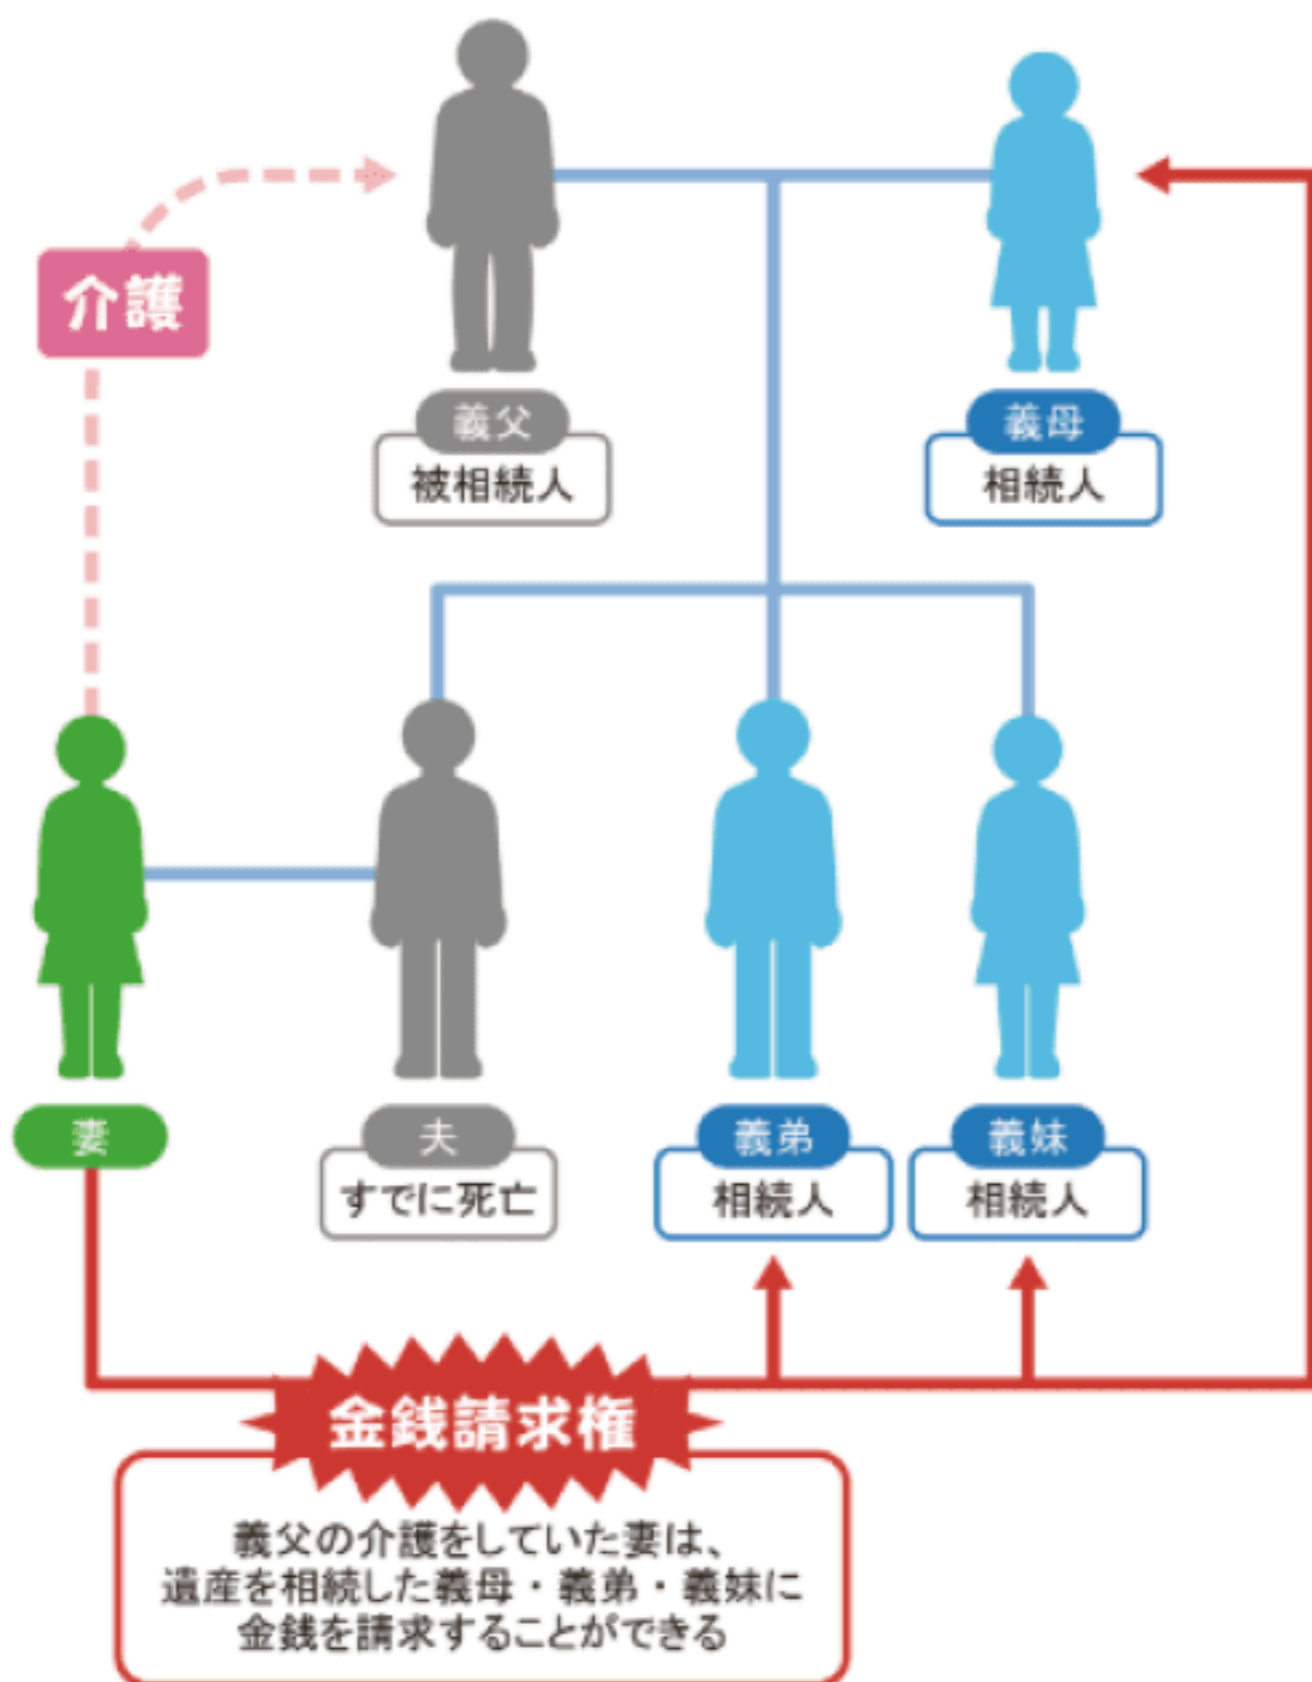 介護
義父
被相続人
義母
相続人
妻
夫
すでに死亡
義弟
相続人
義妹
相続人
金銭請求権
義父の介護をしていた妻は、
遺産を相続した義母・義弟・義妹に
金銭を請求することができる